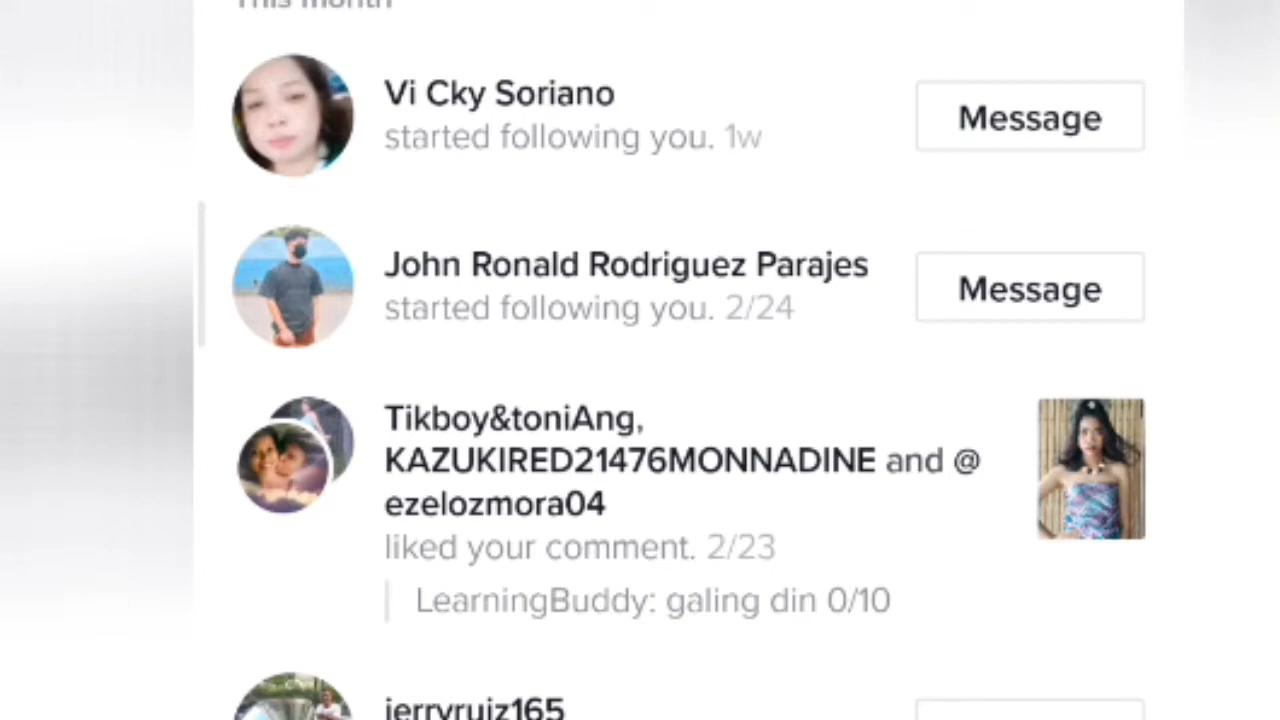 This month
Vi Cky Soriano
started following you. 1w
Message
John Ronald Rodriguez Parajes
started following you. 2/24
Message
Tikboy&toniAng,
KAZUKIRED21476MONNADINE and @
ezelozmora04
liked your comment. 2/23
LearningBuddy: galing din 0/10
jerryruiz165